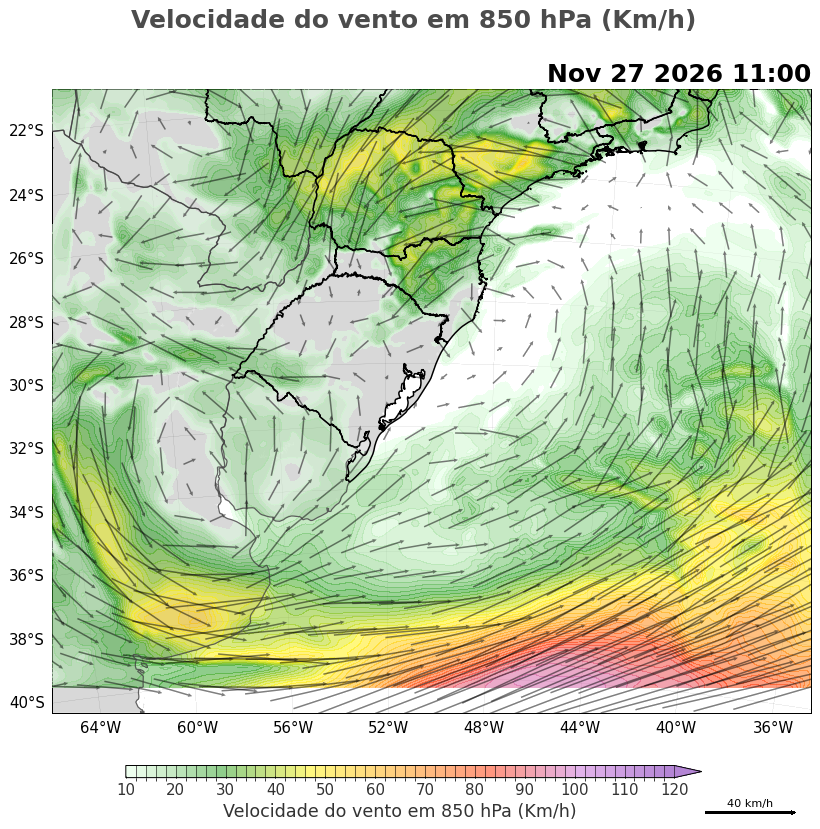 Velocidade do vento em 850 hPa (Km/h)
Nov 27 2026 11:00
22°S
24°S
26°S
28°S
30°S
32°S
34°S
36°S
38°S
40°S
64°W 60°W 56°W 52°W 48°W 44°W 40°W 36°W
10 20 30 40 50 60 70 80 90 100 110 120
Velocidade do vento em 850 hPa (Km/h)
40 km/h